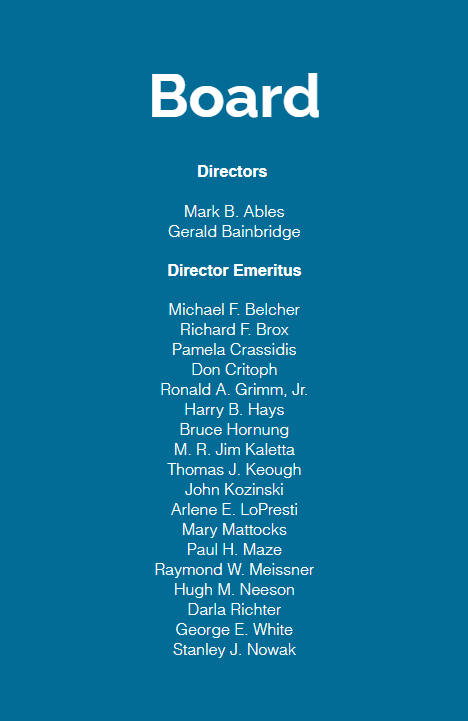 Board
Directors
Mark B. Ables
Gerald Bainbridge
Director Emeritus
Michael F. Belcher
Richard F. Brox
Pamela Crassidis
Don Critoph
Ronald A. Grimm, Jr.
Harry B. Hays
Bruce Hornung
M. R. Jim Kaletta
Thomas J. Keough
John Kozinski
Arlene E. LoPresti
Mary Mattocks
Paul H. Maze
Raymond W. Meissner
Hugh M. Neeson
Darla Richter
George E. White
Stanley J. Nowak